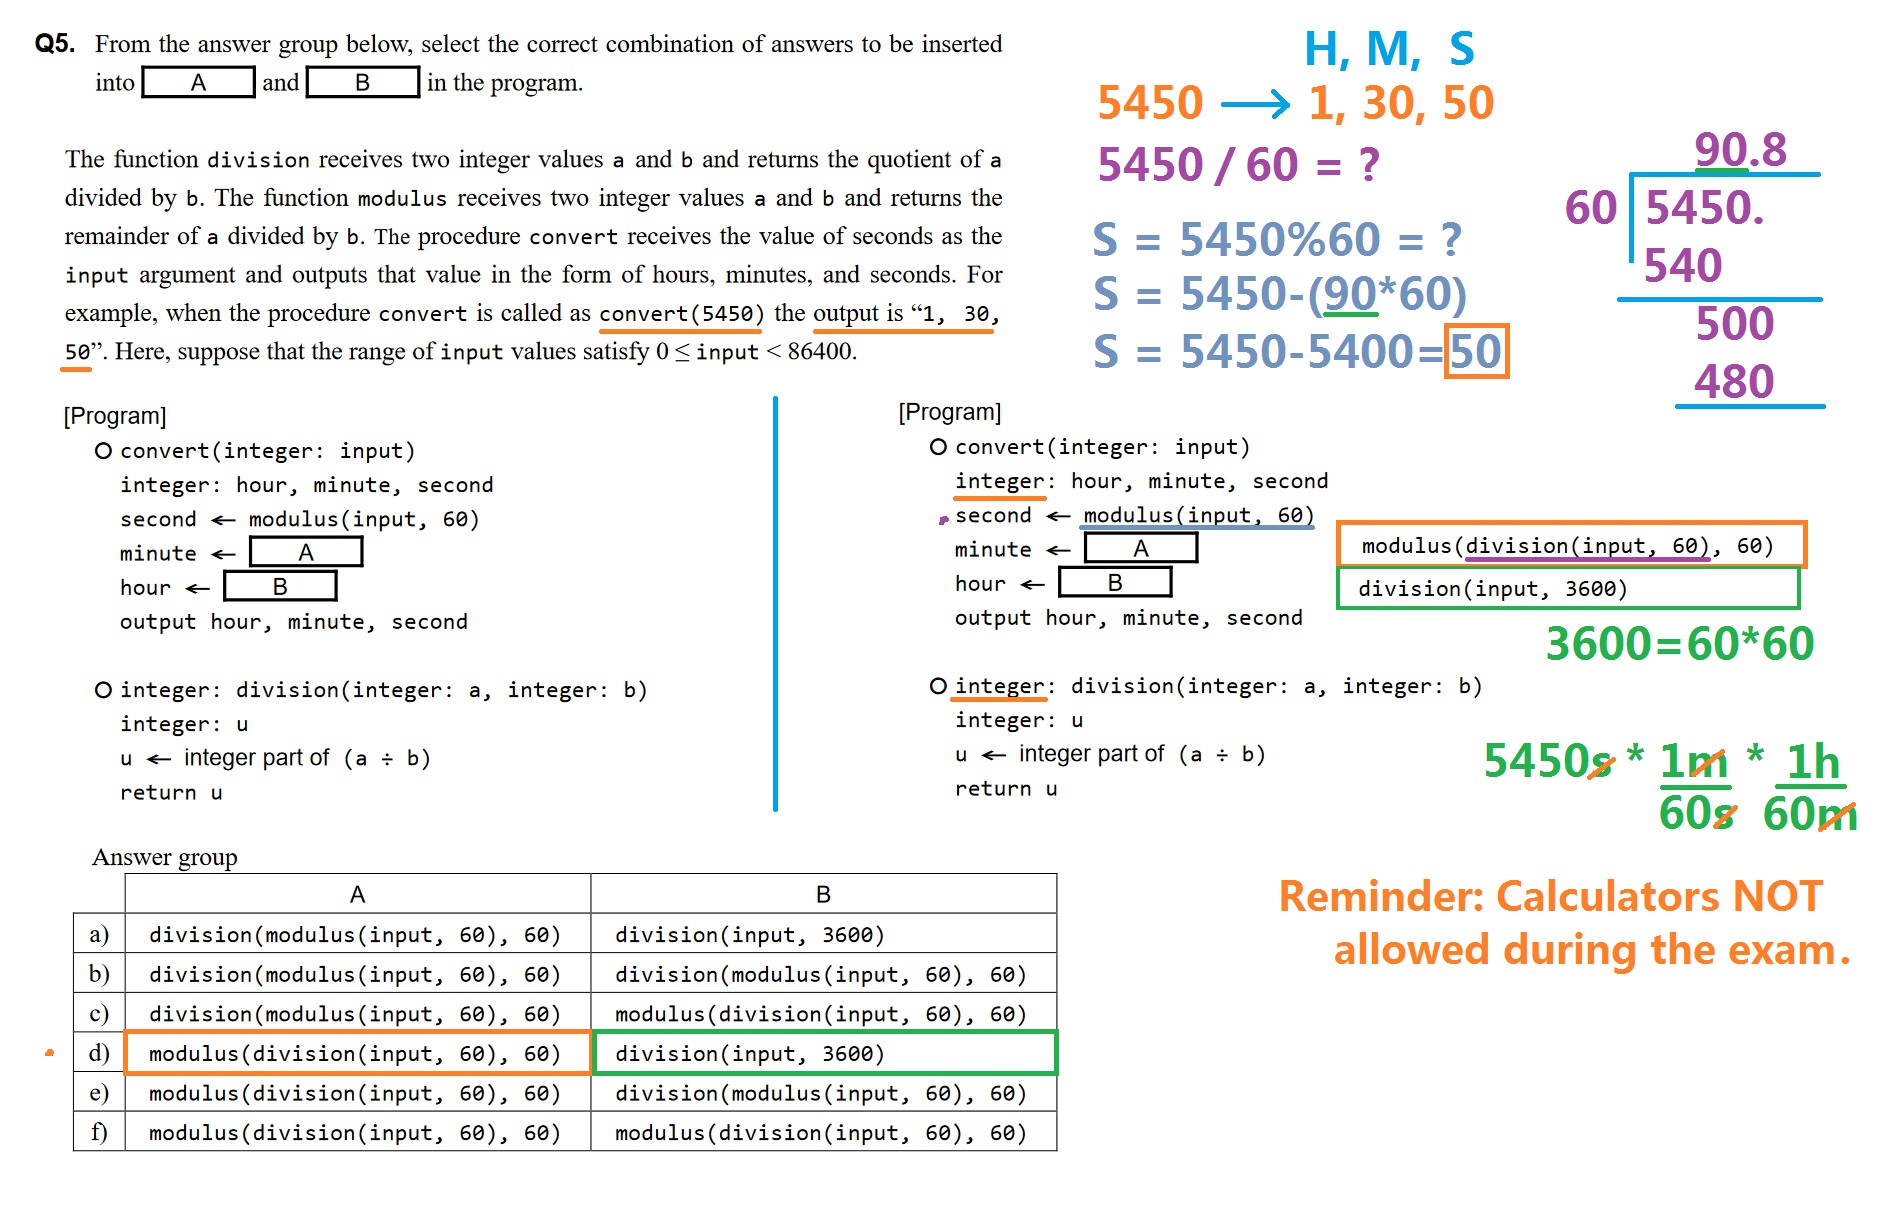 Q5. From the answer group below, select the correct combination of answers to be inserted
into A and B in the program.
The function division receives two integer values a and b and returns the quotient of a
divided by b. The function modulus receives two integer values a and b and returns the
remainder of a divided by b. The procedure convert receives the value of seconds as the
input argument and outputs that value in the form of hours, minutes, and seconds. For
example, when the procedure convert is called as convert(5450) the output is “1, 30,
50”. Here, suppose that the range of input values satisfy 0 ≤ input < 86400.
H, M, S
5450 → 1, 30, 50
5450 / 60 = ?
S = 5450%60 = ?
S = 5450-(90*60)
S = 5450-5400=50
90.8
60 5450.
540
500
480
[Program]
convert(integer: input)
integer: hour, minute, second
second ← modulus(input, 60)
minute ← A
hour ← B
output hour, minute, second
integer: division(integer: a, integer: b)
integer: u
u ← integer part of (a ÷ b)
return u
[Program]
convert(integer: input)
integer: hour, minute, second
second ← modulus(input, 60)
minute ← A
hour ← B
output hour, minute, second
modulus(division(input, 60), 60)
division(input, 3600)
3600=60*60
integer: division(integer: a, integer: b)
integer: u
u ← integer part of (a ÷ b)
return u
5450s * 1m * 1h
60s 60m
Reminder: Calculators NOT
allowed during the exam.
Answer group
A B
a) division(modulus(input, 60), 60) division(input, 3600)
b) division(modulus(input, 60), 60) division(modulus(input, 60), 60)
c) division(modulus(input, 60), 60) modulus(division(input, 60), 60)
d) modulus(division(input, 60), 60) division(input, 3600)
e) modulus(division(input, 60), 60) division(modulus(input, 60), 60)
f) modulus(division(input, 60), 60) modulus(division(input, 60), 60)